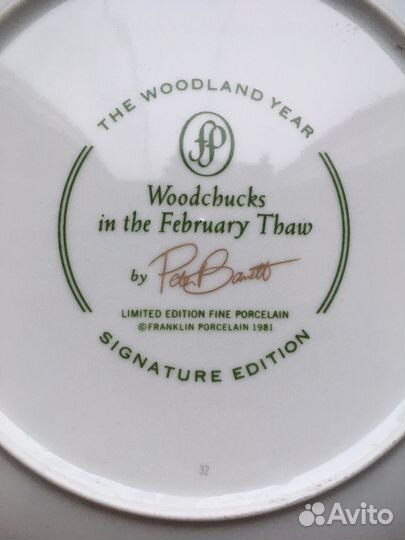 THE WOODLAND YEAR
fp
Woodchucks
in the February Thaw
by Peter Barrett
LIMITED EDITION FINE PORCELAIN
©FRANKLIN PORCELAIN 1981
SIGNATURE EDITION
32
Avito